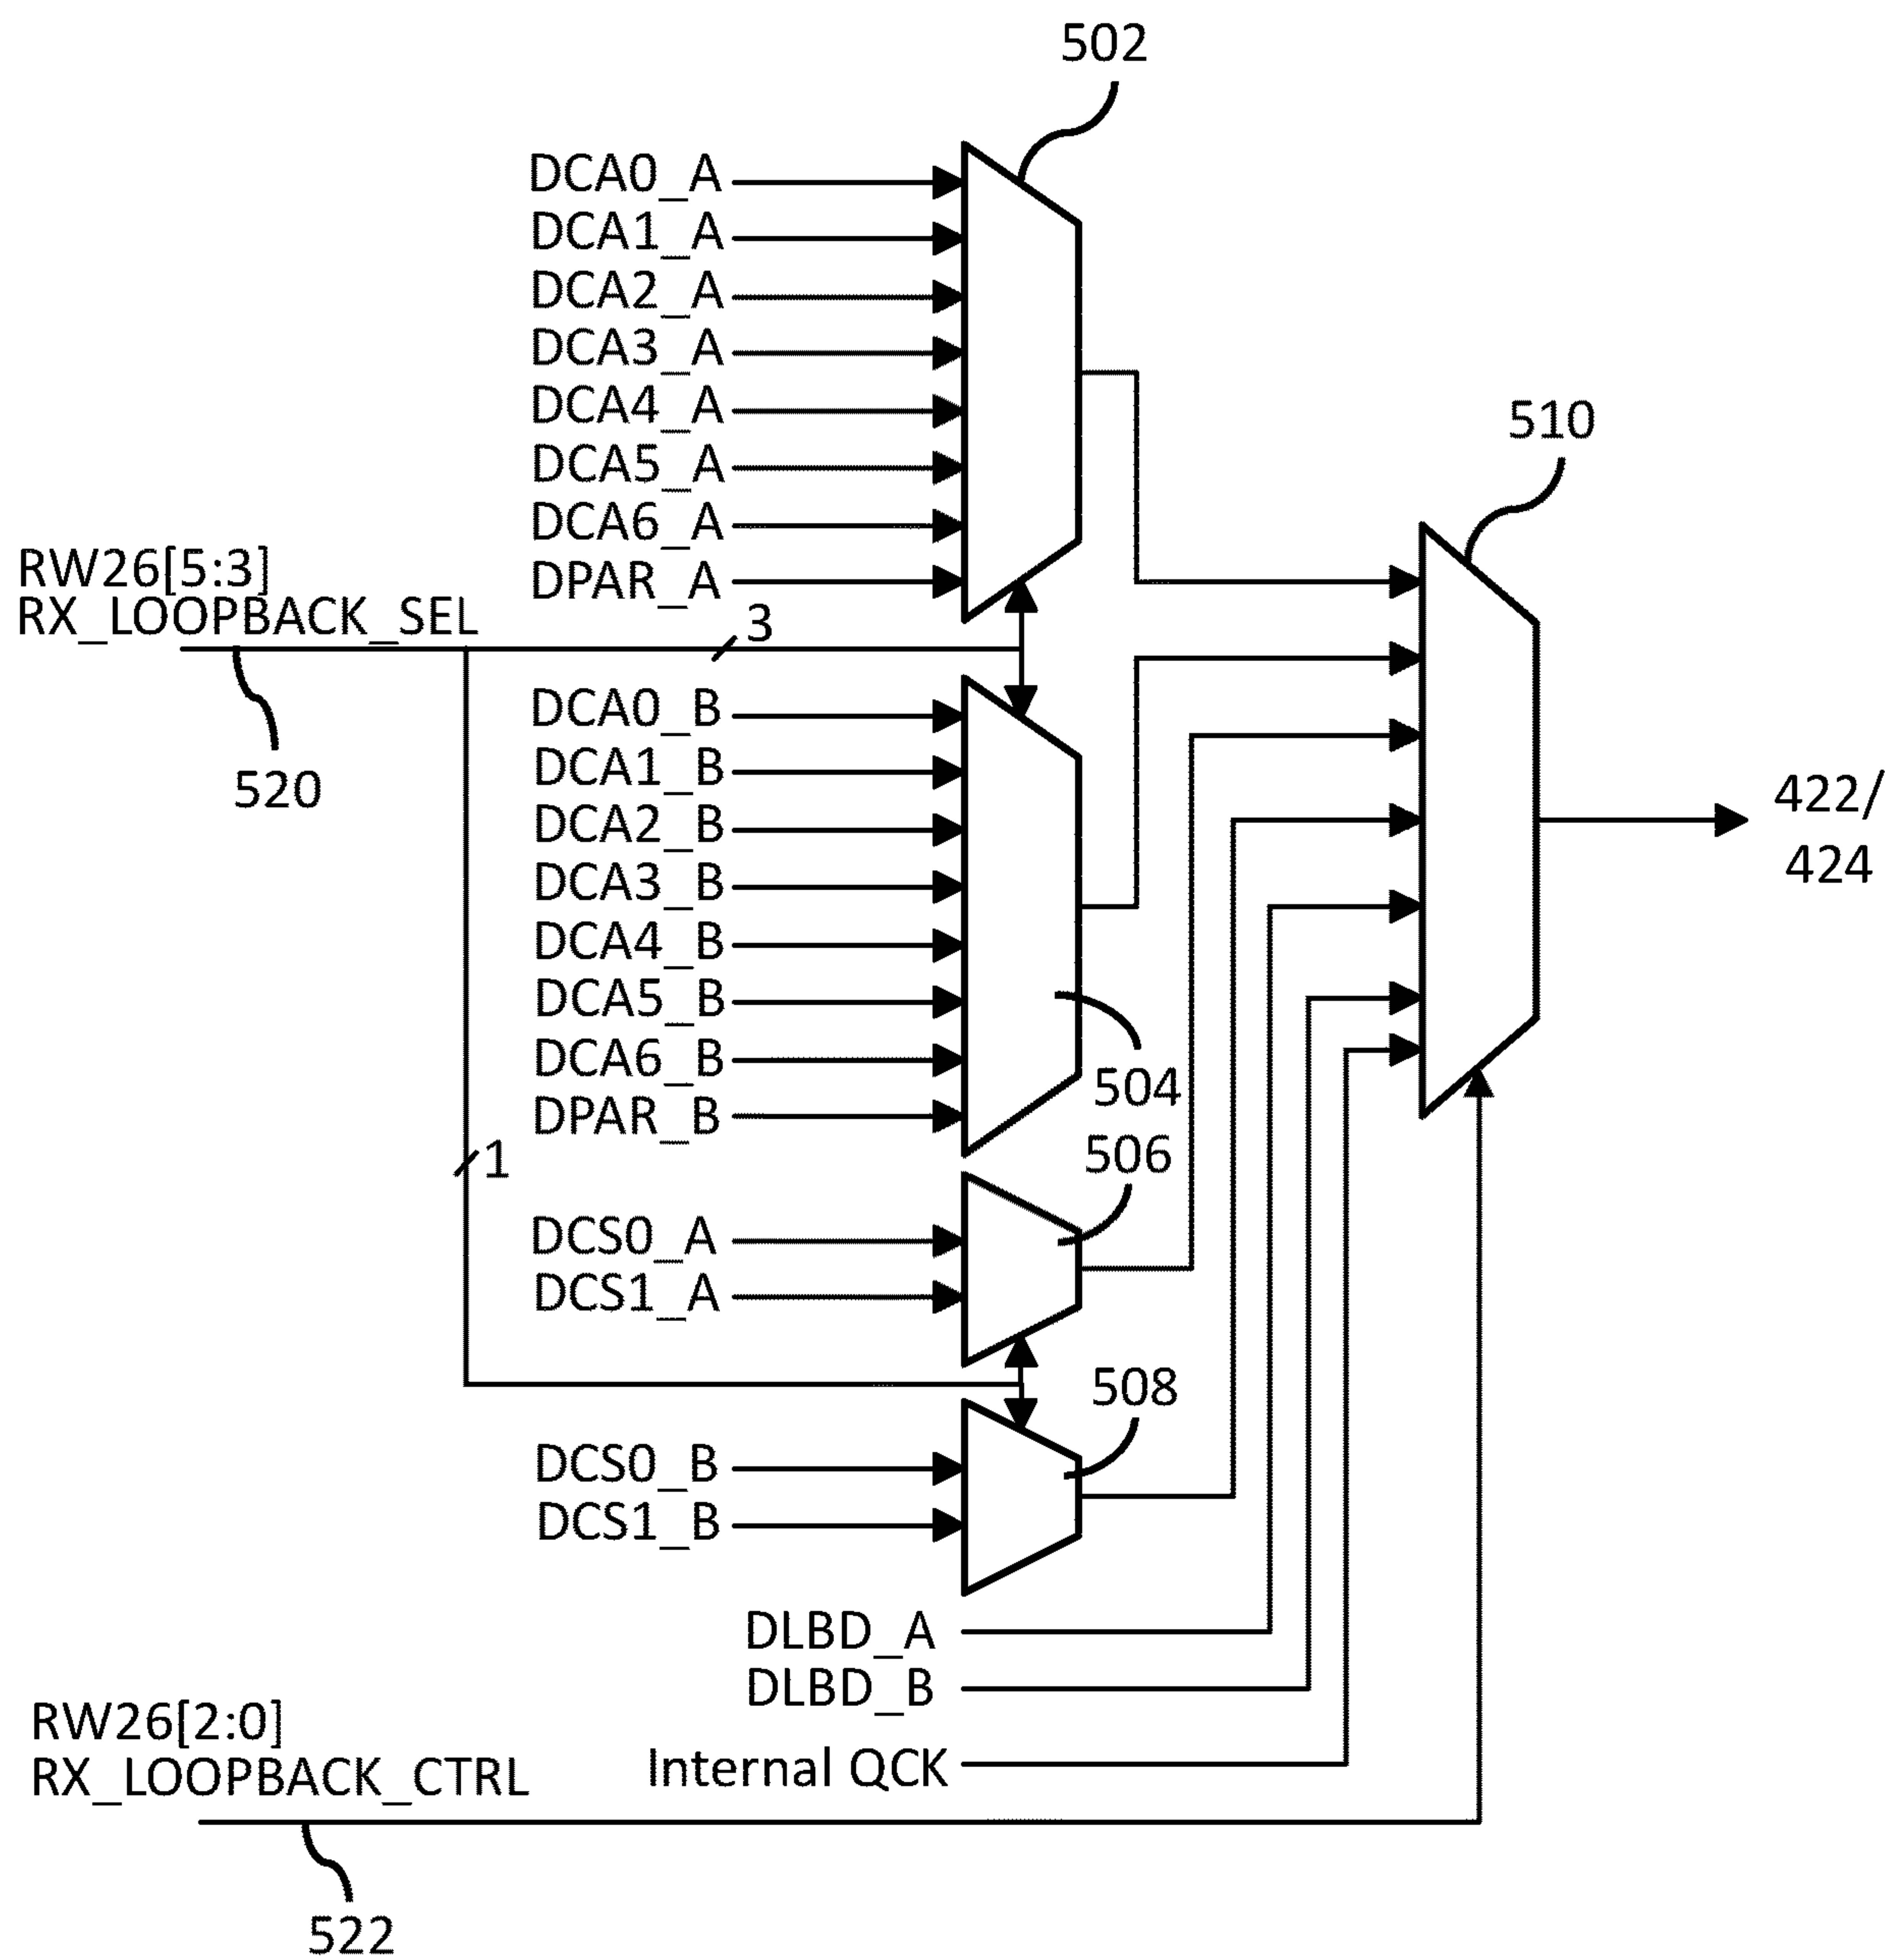 502
DCA0_A
DCA1_A
DCA2_A
DCA3_A
DCA4_A
DCA5_A
DCA6_A
DPAR_A
510
RW26[5:3]
RX_LOOPBACK_SEL
3
520
DCA0_B
DCA1_B
DCA2_B
DCA3_B
DCA4_B
DCA5_B
DCA6_B
DPAR_B
422/
424
504
506
1
DCS0_A
DCS1_A
508
DCS0_B
DCS1_B
DLBD_A
DLBD_B
Internal QCK
RW26[2:0]
RX_LOOPBACK_CTRL
522